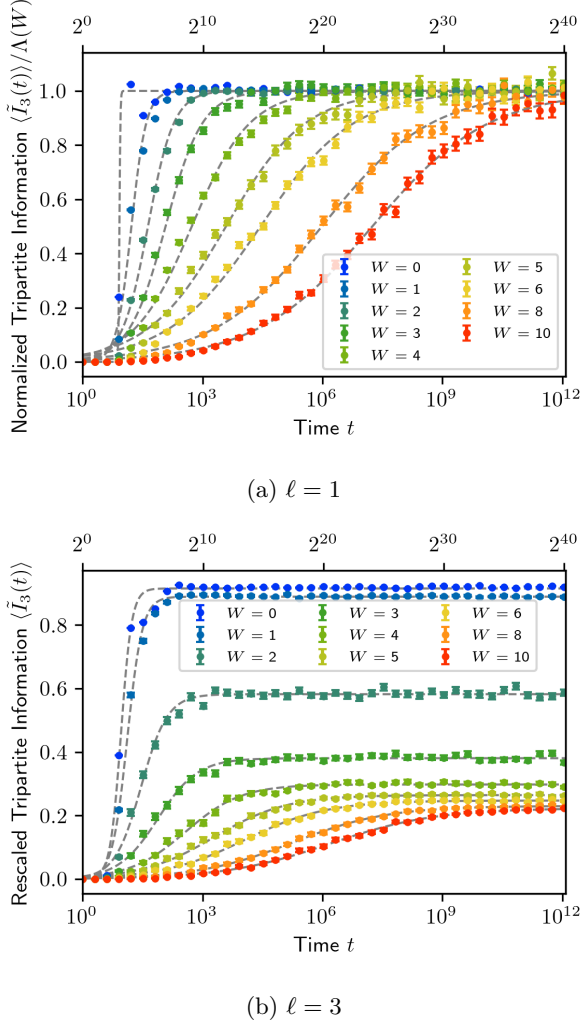 2^0 2^10 2^20 2^30 2^40
Normalized Tripartite Information ⟨Ĩ_3(t)⟩/Λ(W)
1.0
0.8
0.6
0.4
0.2
0.0
W = 0
W = 1
W = 2
W = 3
W = 4
W = 5
W = 6
W = 8
W = 10
10^0 10^3 10^6 10^9 10^12
Time t
(a) ℓ = 1
2^0 2^10 2^20 2^30 2^40
Rescaled Tripartite Information ⟨Ĩ_3(t)⟩
0.8
0.6
0.4
0.2
0.0
W = 0
W = 1
W = 2
W = 3
W = 4
W = 5
W = 6
W = 8
W = 10
10^0 10^3 10^6 10^9 10^12
Time t
(b) ℓ = 3